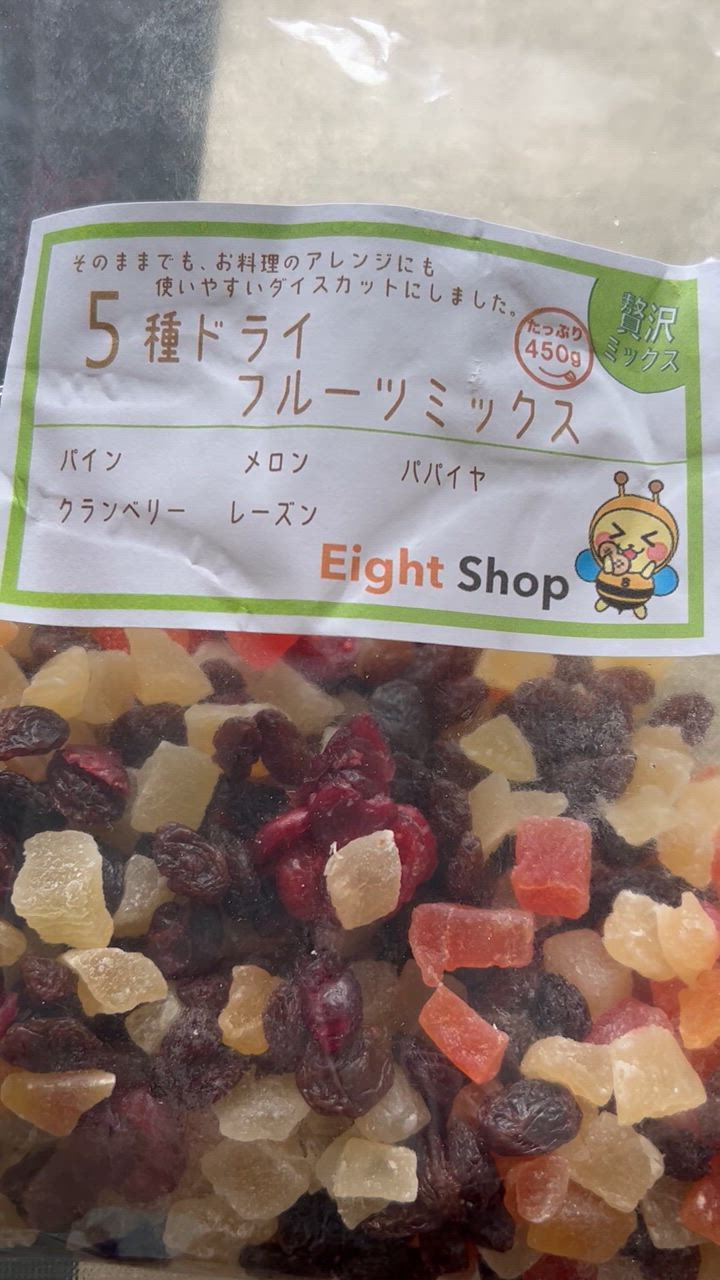 そのままでも、お料理のアレンジにも
使いやすいダイスカットにしました。
5種ドライ
フルーツミックス
たっぷり
450g
贅沢
ミックス
パイン メロン パパイヤ
クランベリー レーズン
Eight Shop
8